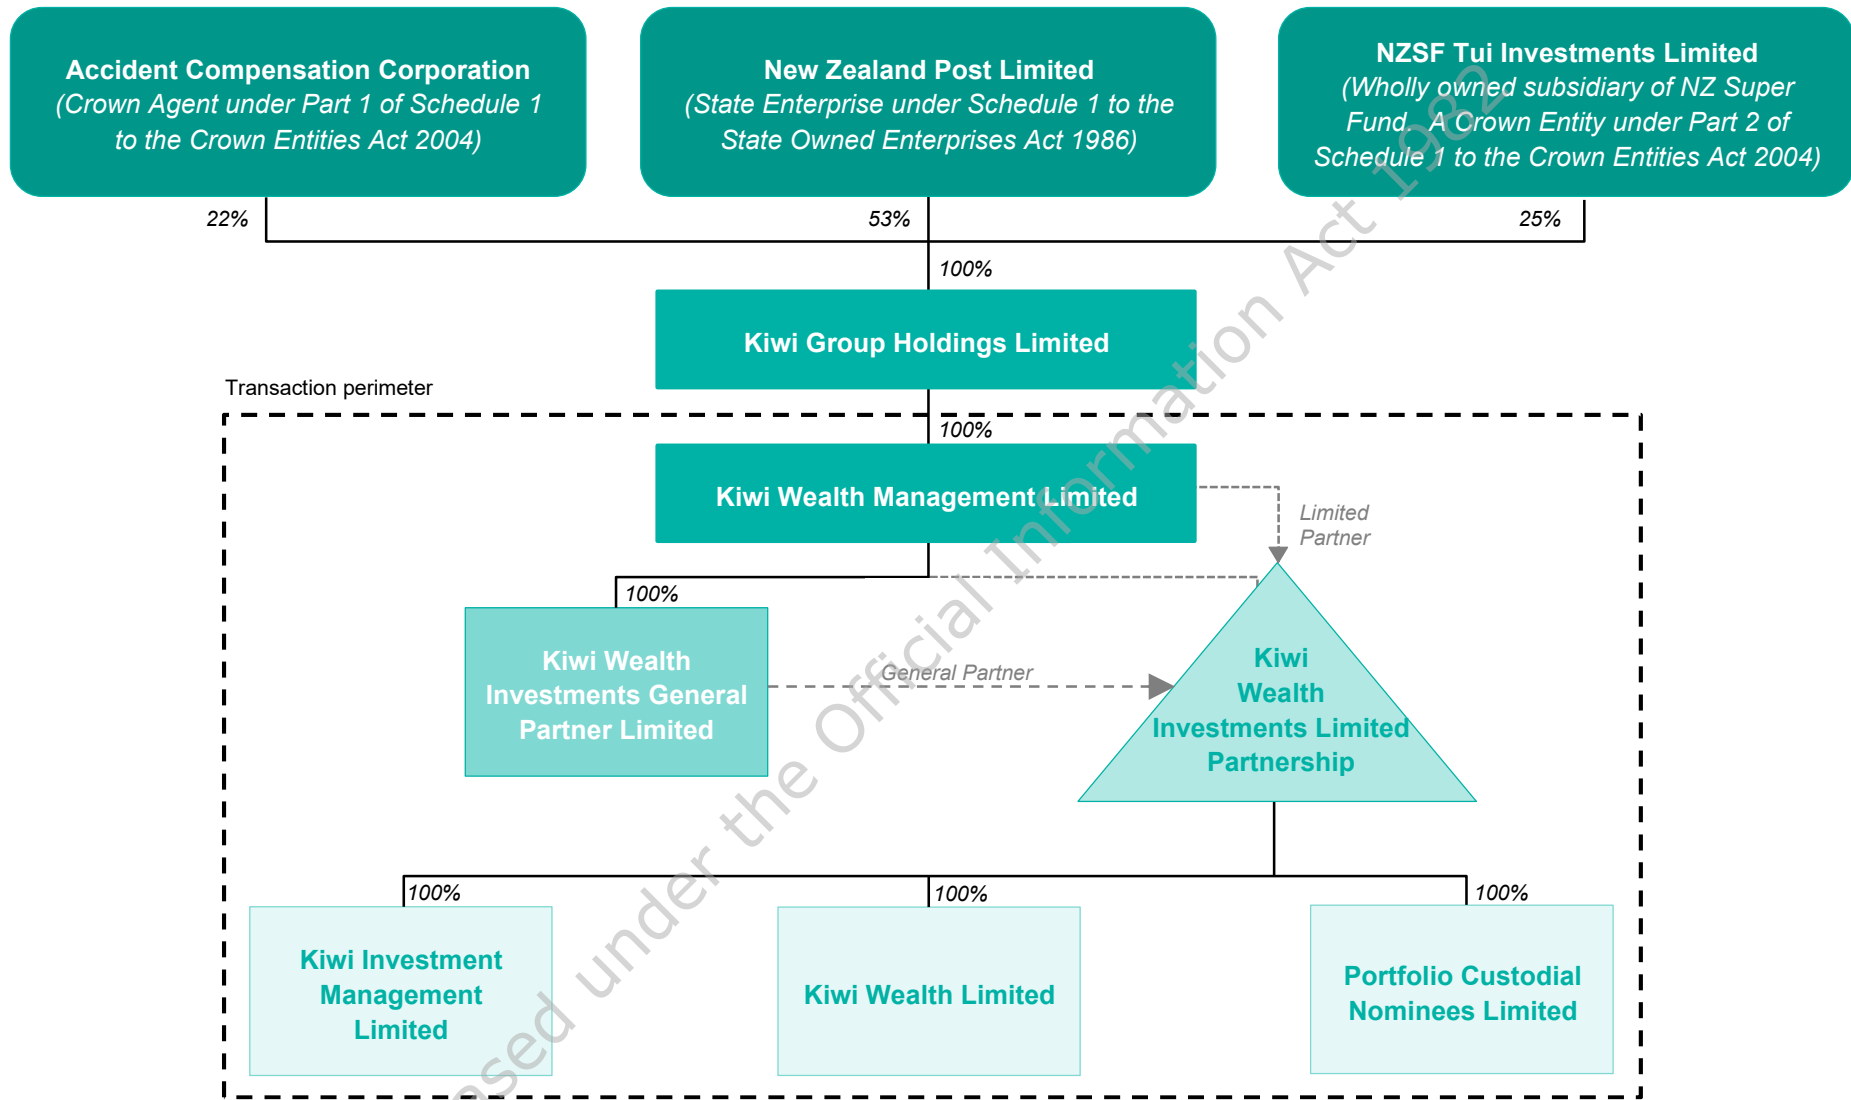 Accident Compensation Corporation
(Crown Agent under Part 1 of Schedule 1
to the Crown Entities Act 2004)
New Zealand Post Limited
(State Enterprise under Schedule 1 to the
State Owned Enterprises Act 1986)
NZSF Tui Investments Limited
(Wholly owned subsidiary of NZ Super
Fund. A Crown Entity under Part 2 of
Schedule 1 to the Crown Entities Act 2004)
22%
53%
25%
100%
Kiwi Group Holdings Limited
Transaction perimeter
100%
Kiwi Wealth Management Limited
Limited
Partner
100%
Kiwi Wealth
Investments General
Partner Limited
General Partner
Kiwi
Wealth
Investments Limited
Partnership
100%
100%
100%
Kiwi Investment
Management
Limited
Kiwi Wealth Limited
Portfolio Custodial
Nominees Limited
ased under the Official Information Act 1982